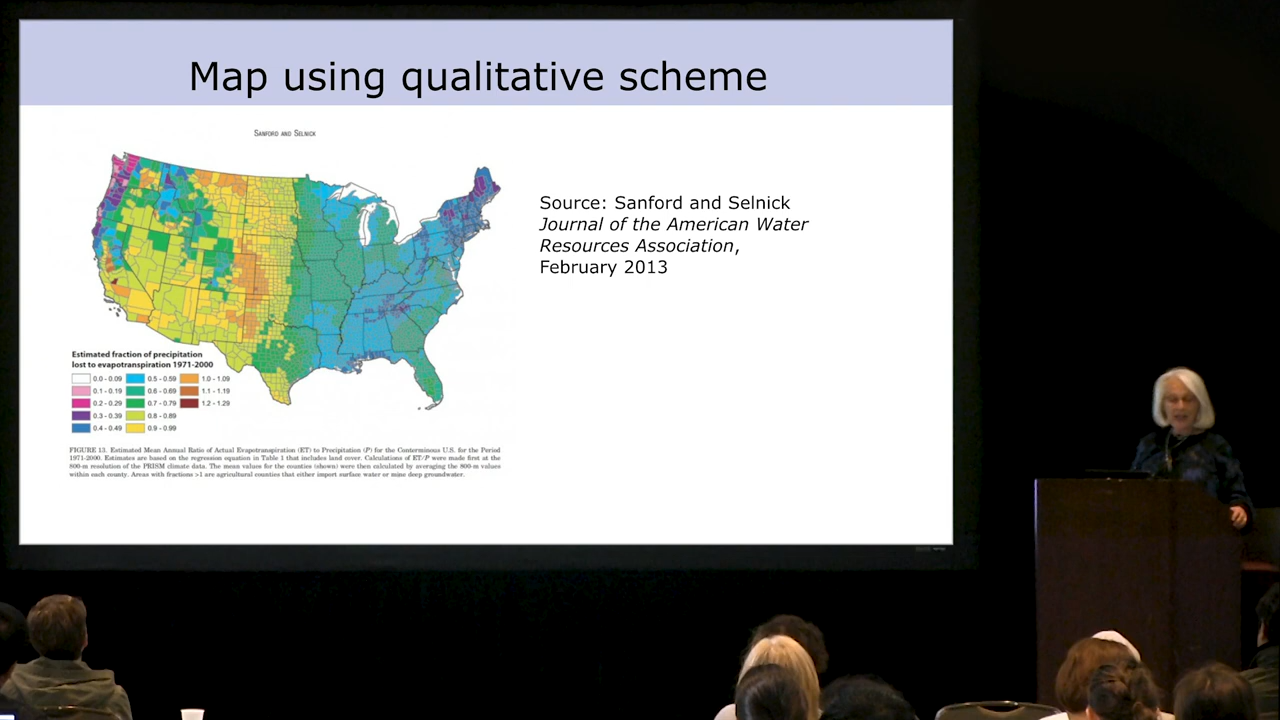 Map using qualitative scheme
SANFORD AND SELNICK
Source: Sanford and Selnick
Journal of the American Water
Resources Association,
February 2013
Estimated fraction of precipitation
lost to evapotranspiration 1971-2000
0.0 - 0.09 0.5 - 0.59 1.0 - 1.09
0.1 - 0.19 0.6 - 0.69 1.1 - 1.19
0.2 - 0.29 0.7 - 0.79 1.2 - 1.29
0.3 - 0.39 0.8 - 0.89
0.4 - 0.49 0.9 - 0.99
FIGURE 13. Estimated Mean Annual Ratio of Actual Evapotranspiration (ET) to Precipitation (P) for the Conterminous U.S. for the Period
1971-2000. Estimates are based on the regression equation in Table 1 that includes land cover. Calculations of ET/P were made first at the
800-m resolution of the PRISM climate data. The mean values for the counties (shown) were then calculated by averaging the 800-m values
within each county. Areas with fractions >1 are agricultural counties that either import surface water or mine deep groundwater.